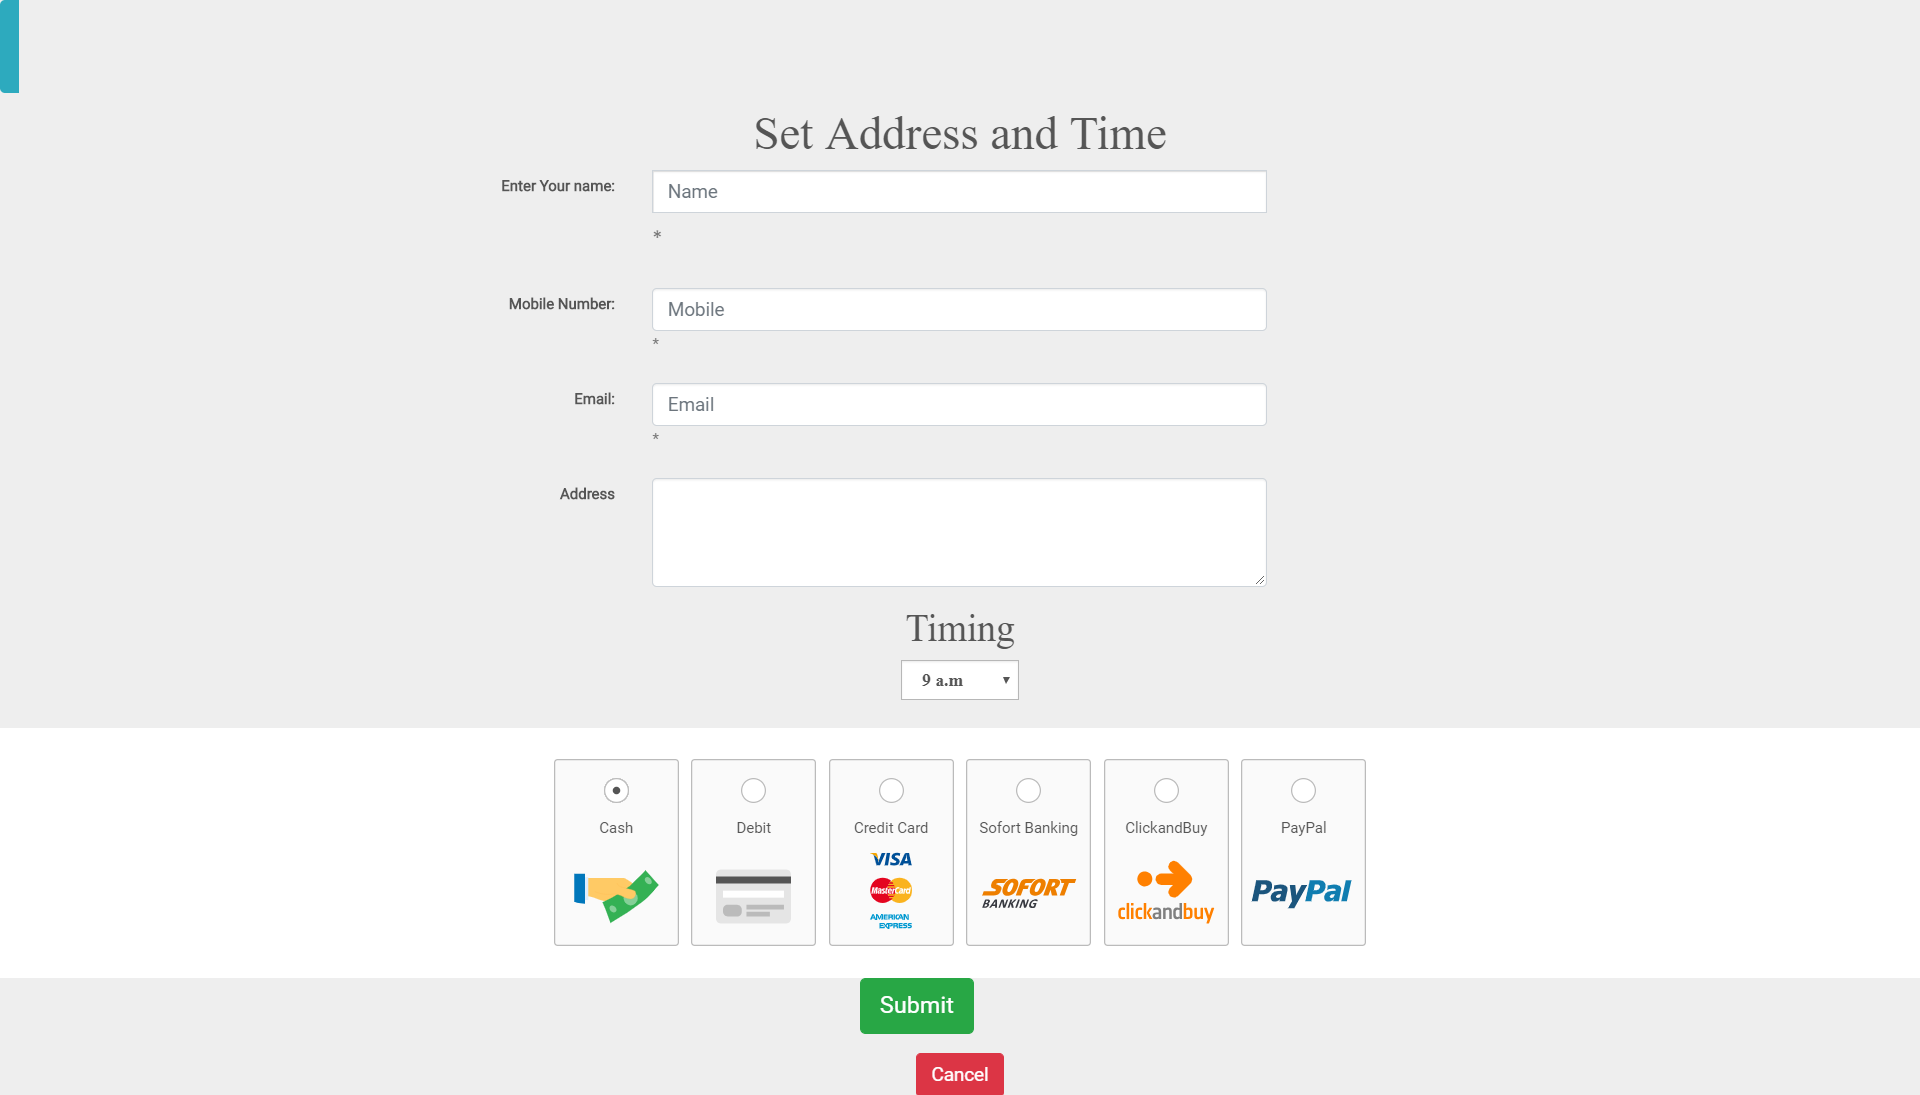 Set Address and Time
Enter Your name:
Name
*
Mobile Number:
Mobile
*
Email:
Email
*
Address
Timing
9 a.m
Cash
Debit
Credit Card
VISA
MasterCard
AMERICAN
EXPRESS
Sofort Banking
SOFORT
BANKING
ClickandBuy
clickandbuy
PayPal
PayPal
Submit
Cancel